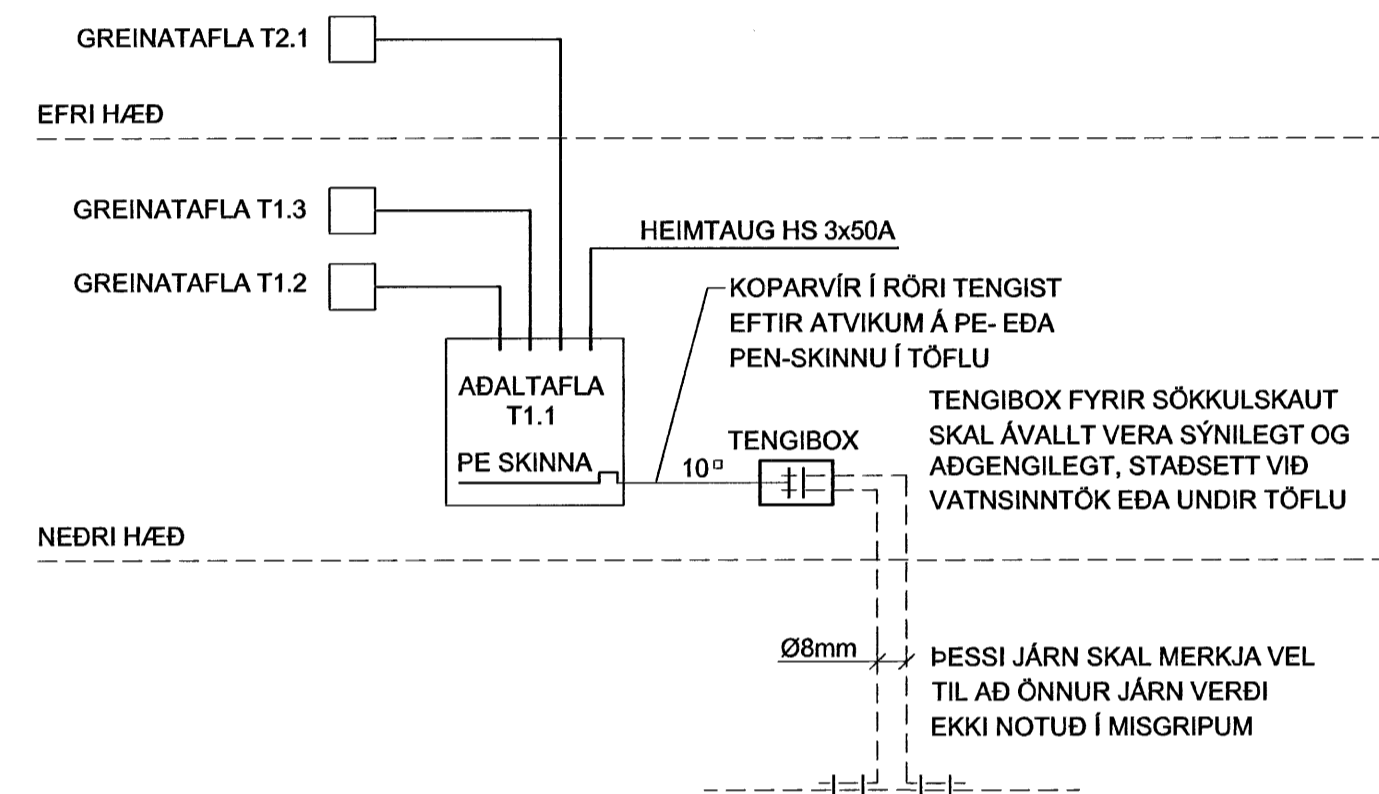 GREINATAFLA T2.1
EFRI HÆÐ
GREINATAFLA T1.3
HEIMTAUG HS 3x50A
GREINATAFLA T1.2
KOPARVÍR Í RÖRI TENGIST
EFTIR ATVIKUM Á PE- EÐA
PEN-SKINNU Í TÖFLU
AÐALTAFLA
T1.1
PE SKINNA
10▫
TENGIBOX
TENGIBOX FYRIR SÖKKULSKAUT
SKAL ÁVALLT VERA SÝNILEGT OG
AÐGENGILEGT, STAÐSETT VIÐ
VATNSINNTÖK EÐA UNDIR TÖFLU
NEÐRI HÆÐ
Ø8mm
ÞESSI JÁRN SKAL MERKJA VEL
TIL AÐ ÖNNUR JÁRN VERÐI
EKKI NOTUÐ Í MISGRIPUM